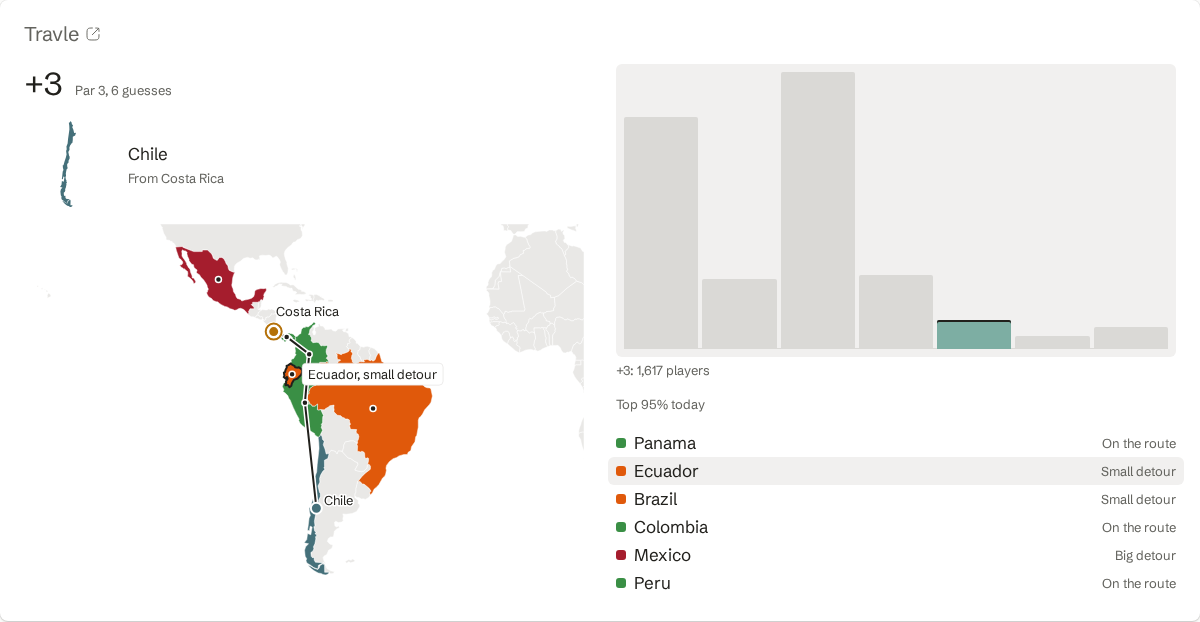 Travle
+3 Par 3, 6 guesses
Chile
From Costa Rica
Costa Rica
Ecuador, small detour
Chile
+3: 1,617 players
Top 95% today
Panama On the route
Ecuador Small detour
Brazil Small detour
Colombia On the route
Mexico Big detour
Peru On the route